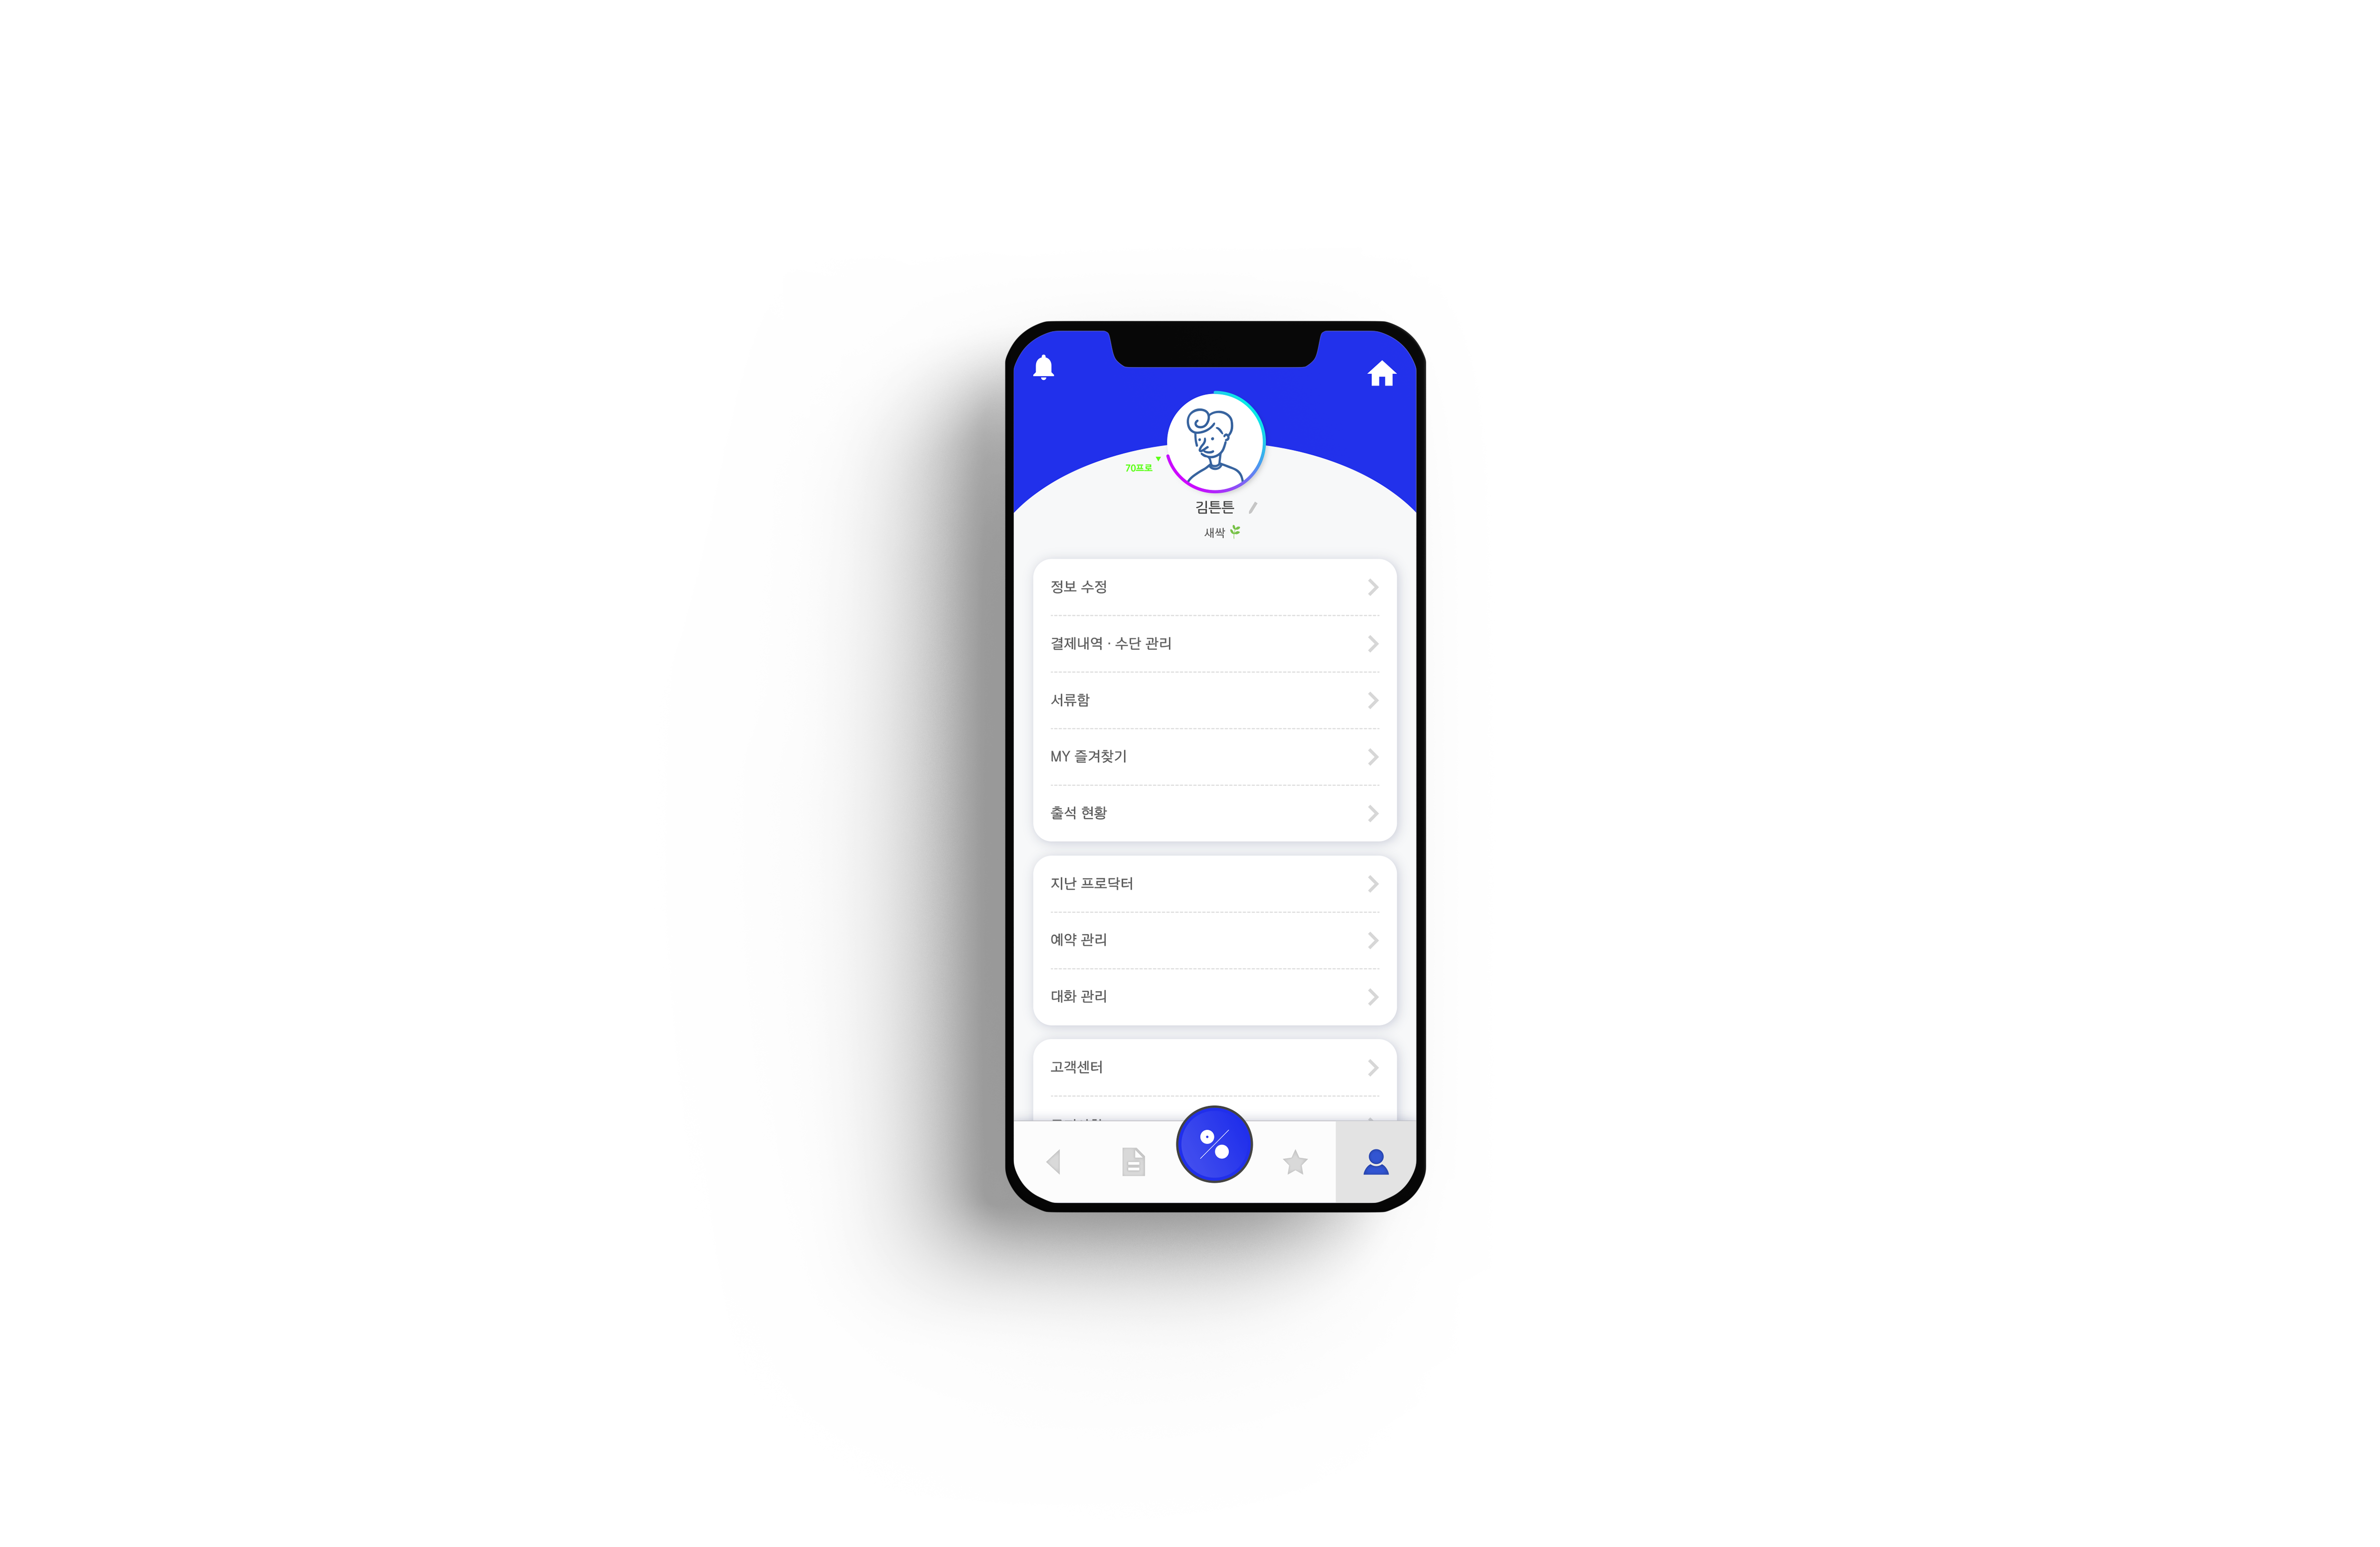 70프로
김튼튼
새싹
정보 수정
결제내역 · 수단 관리
서류함
MY 즐겨찾기
출석 현황
지난 프로닥터
예약 관리
대화 관리
고객센터